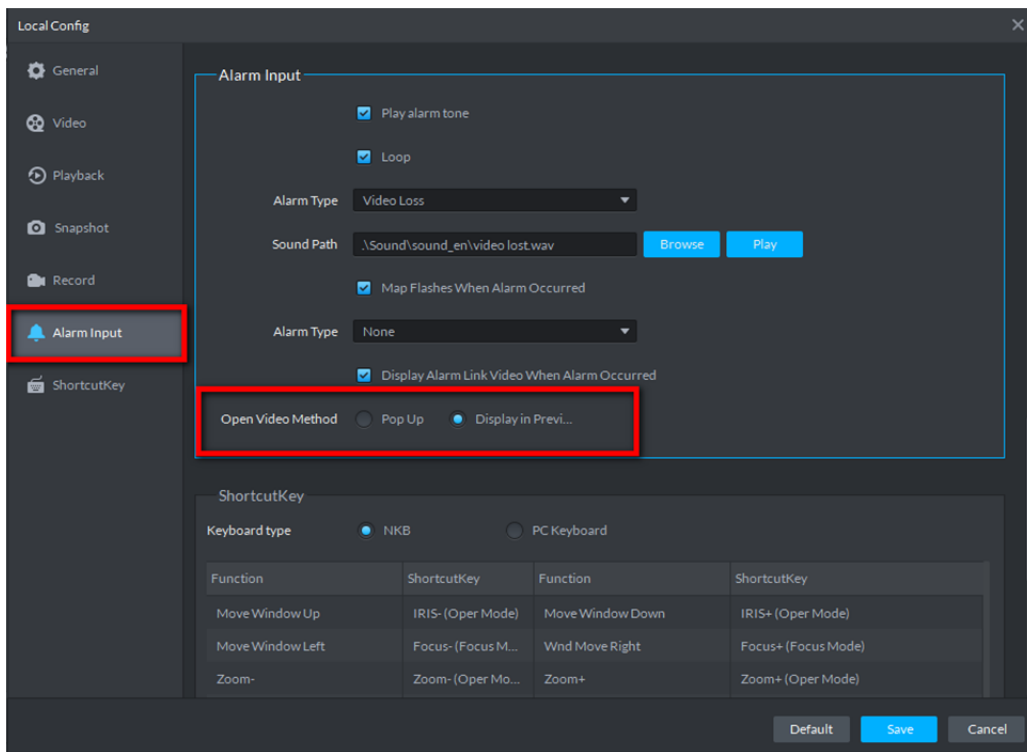 Local Config
General
Video
Playback
Snapshot
Record
Alarm Input
ShortcutKey
Alarm Input
Play alarm tone
Loop
Alarm Type Video Loss
Sound Path .\Sound\sound_en\video lost.wav Browse Play
Map Flashes When Alarm Occurred
Alarm Type None
Display Alarm Link Video When Alarm Occurred
Open Video Method Pop Up Display in Previ...
ShortcutKey
Keyboard type NKB PC Keyboard
Function ShortcutKey Function ShortcutKey
Move Window Up IRIS- (Oper Mode) Move Window Down IRIS+ (Oper Mode)
Move Window Left Focus- (Focus M... Wnd Move Right Focus+ (Focus Mode)
Zoom- Zoom- (Oper Mo... Zoom+ Zoom+ (Oper Mode)
Default Save Cancel